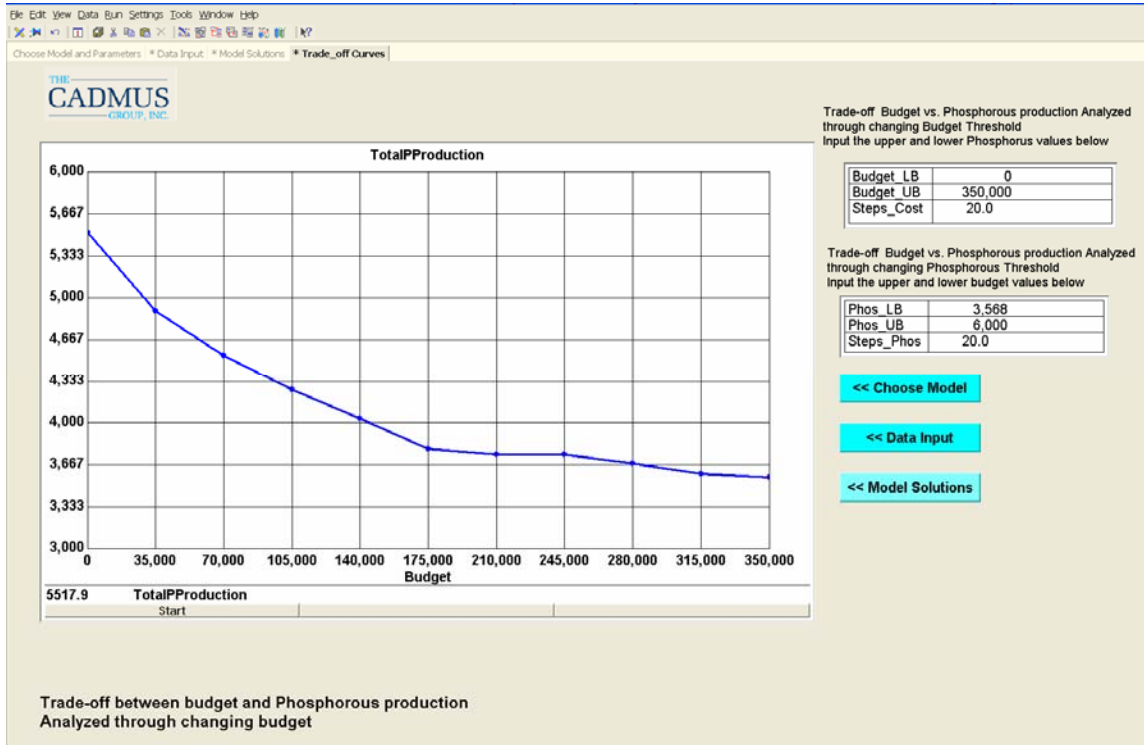 File Edit View Data Run Settings Tools Window Help
Choose Model and Parameters * Data Input * Model Solutions * Trade_off Curves
THE
CADMUS
GROUP, INC.
Trade-off Budget vs. Phosphorous production Analyzed
through changing Budget Threshold
Input the upper and lower Phosphorus values below
Budget_LB 0
Budget_UB 350,000
Steps_Cost 20.0
Trade-off Budget vs. Phosphorous production Analyzed
through changing Phosphorous Threshold
Input the upper and lower budget values below
Phos_LB 3,568
Phos_UB 6,000
Steps_Phos 20.0
<< Choose Model
<< Data Input
<< Model Solutions
TotalPProduction
6,000
5,667
5,333
5,000
4,667
4,333
4,000
3,667
3,333
3,000
0 35,000 70,000 105,000 140,000 175,000 210,000 245,000 280,000 315,000 350,000
Budget
5517.9 TotalPProduction
Start
Trade-off between budget and Phosphorous production
Analyzed through changing budget